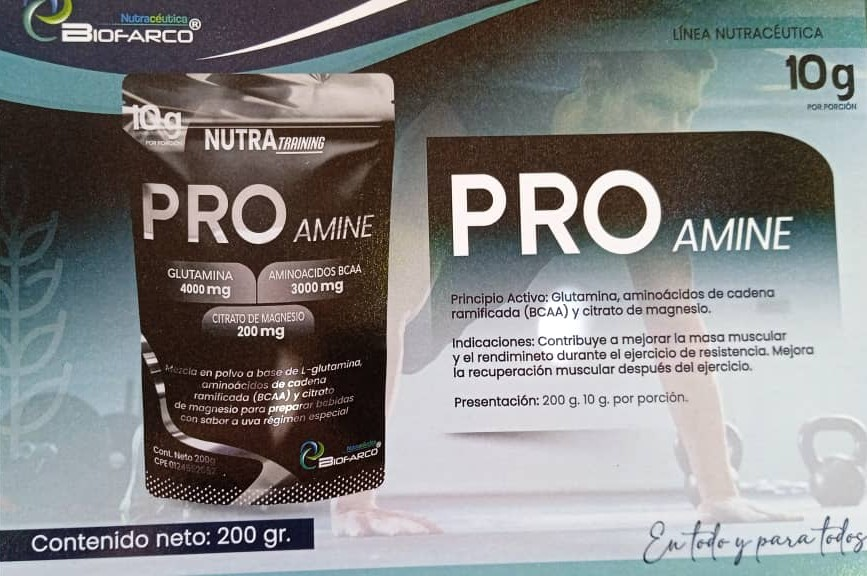 Nutracéutica
BIOFARCO®
LÍNEA NUTRACÉUTICA
10g
POR PORCIÓN
10g
POR PORCIÓN
NUTRATRAINING
PRO AMINE
GLUTAMINA
4000 mg
AMINOACIDOS BCAA
3000 mg
CITRATO DE MAGNESIO
200 mg
Mezcla en polvo a base de L-glutamina,
aminoácidos de cadena
ramificada (BCAA) y citrato
de magnesio para preparar bebidas
con sabor a uva régimen especial
Cont. Neto 200g
Nutracéutica
BIOFARCO®
PRO AMINE
Principio Activo: Glutamina, aminoácidos de cadena
ramificada (BCAA) y citrato de magnesio.
Indicaciones: Contribuye a mejorar la masa muscular
y el rendimineto durante el ejercicio de resistencia. Mejora
la recuperación muscular después del ejercicio.
Presentación: 200 g. 10 g. por porción.
Contenido neto: 200 gr.
En todo y para todos